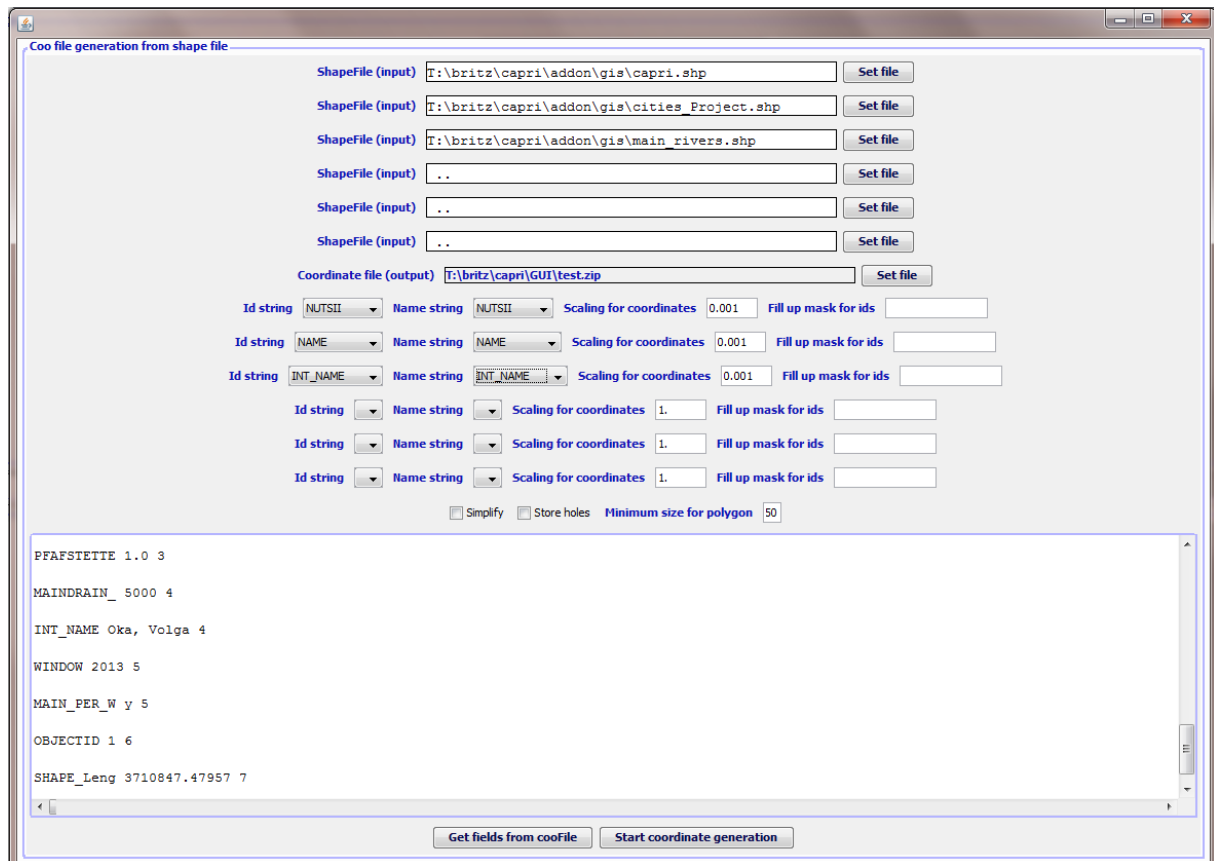 Coo file generation from shape file
ShapeFile (input) T:\britz\capri\addon\gis\capri.shp Set file
ShapeFile (input) T:\britz\capri\addon\gis\cities_Project.shp Set file
ShapeFile (input) T:\britz\capri\addon\gis\main_rivers.shp Set file
ShapeFile (input) .. Set file
ShapeFile (input) .. Set file
ShapeFile (input) .. Set file
Coordinate file (output) T:\britz\capri\GUI\test.zip Set file
Id string NUTSII Name string NUTSII Scaling for coordinates 0.001 Fill up mask for ids
Id string NAME Name string NAME Scaling for coordinates 0.001 Fill up mask for ids
Id string INT_NAME Name string INT_NAME Scaling for coordinates 0.001 Fill up mask for ids
Id string Name string Scaling for coordinates 1. Fill up mask for ids
Id string Name string Scaling for coordinates 1. Fill up mask for ids
Id string Name string Scaling for coordinates 1. Fill up mask for ids
Simplify Store holes Minimum size for polygon 50
PFAFSTETTE 1.0 3
MAINDRAIN_ 5000 4
INT_NAME Oka, Volga 4
WINDOW 2013 5
MAIN_PER_W y 5
OBJECTID 1 6
SHAPE_Leng 3710847.47957 7
Get fields from cooFile Start coordinate generation